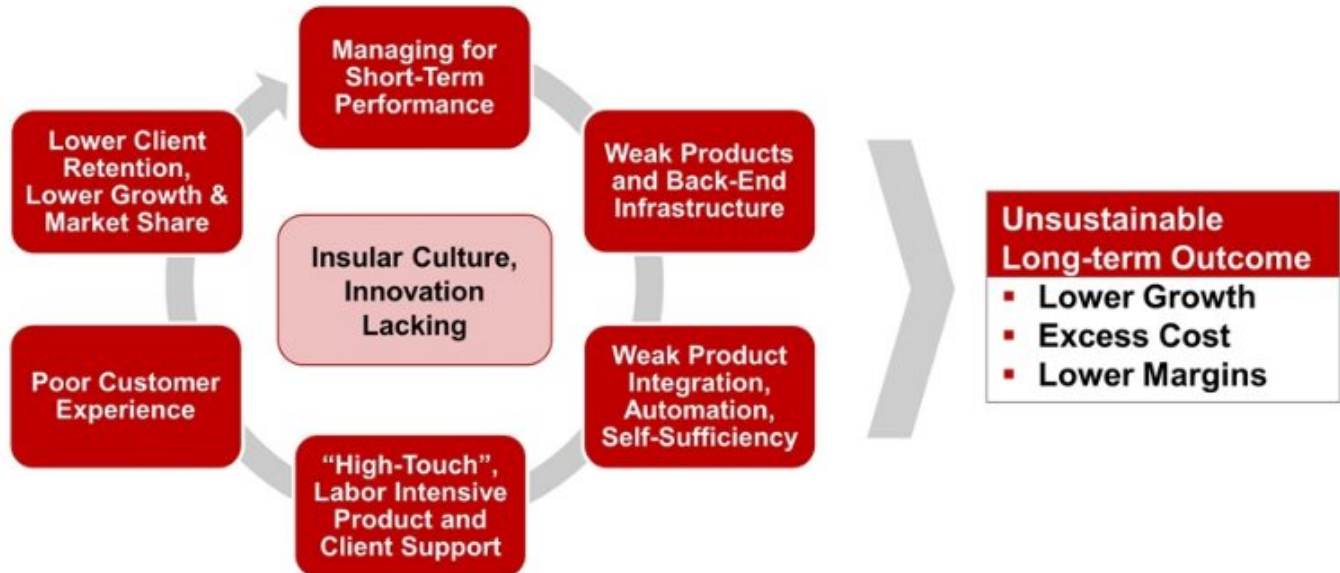 Managing for
Short-Term
Performance
Weak Products
and Back-End
Infrastructure
Weak Product
Integration,
Automation,
Self-Sufficiency
“High-Touch”,
Labor Intensive
Product and
Client Support
Poor Customer
Experience
Lower Client
Retention,
Lower Growth &
Market Share
Insular Culture,
Innovation
Lacking
Unsustainable
Long-term Outcome
▪ Lower Growth
▪ Excess Cost
▪ Lower Margins